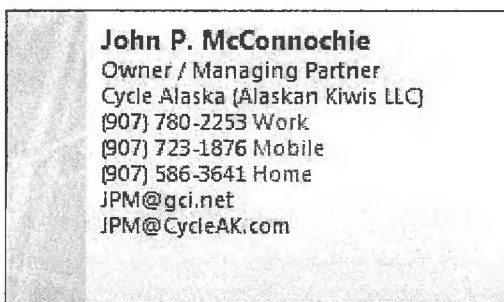 John P. McConnochie
Owner / Managing Partner
Cycle Alaska (Alaskan Kiwis LLC)
(907) 780-2253 Work
(907) 723-1876 Mobile
(907) 586-3641 Home
JPM@gci.net
JPM@CycleAK.com